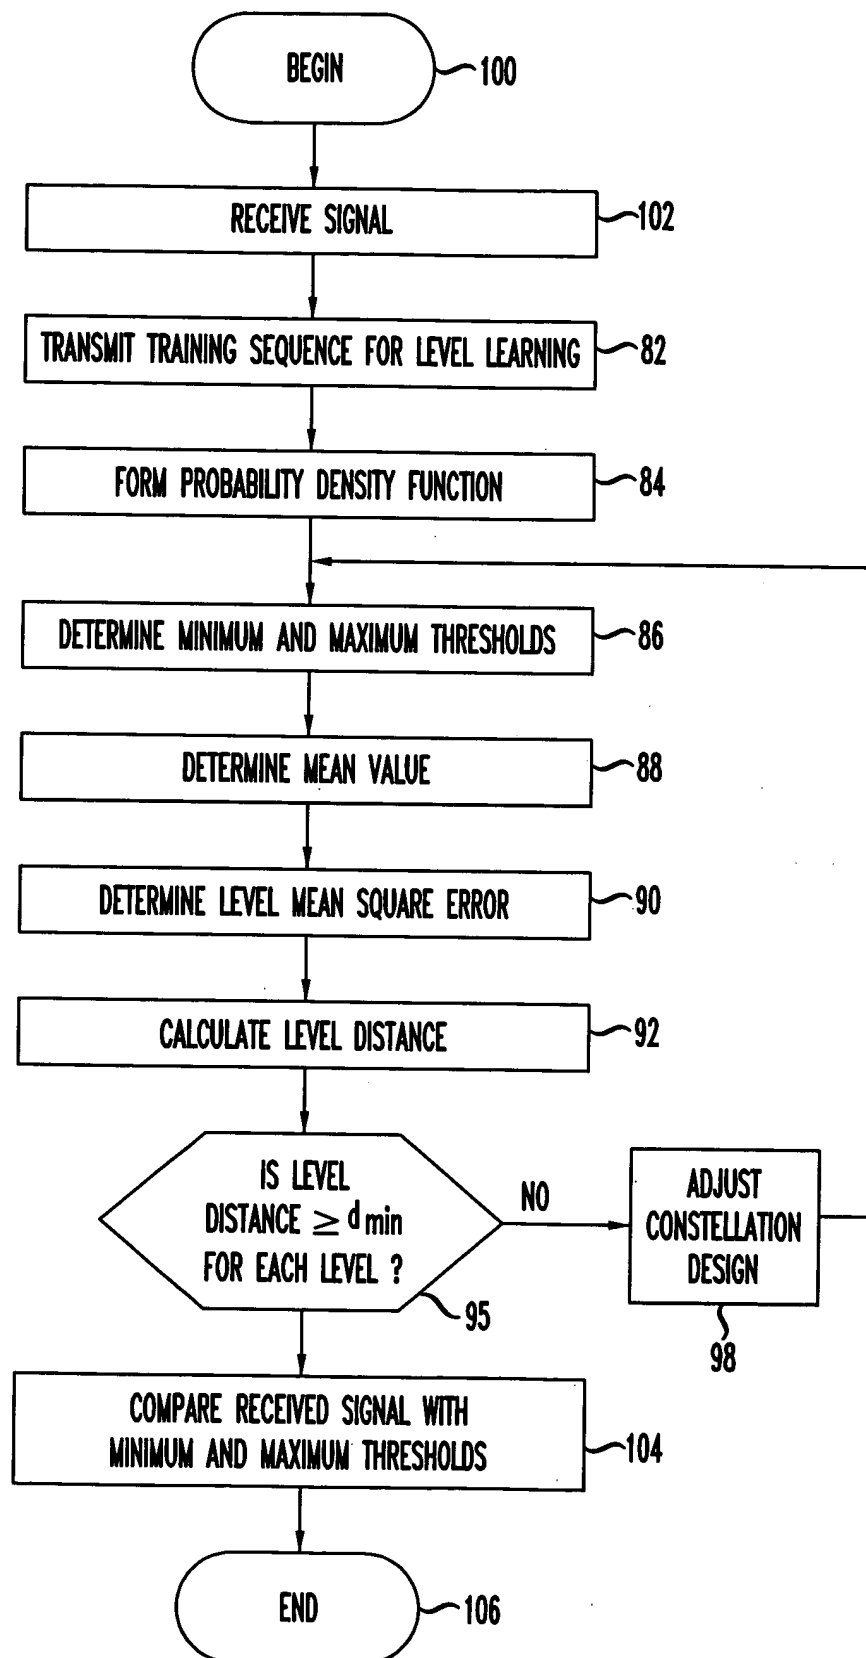 BEGIN
100
RECEIVE SIGNAL
102
TRANSMIT TRAINING SEQUENCE FOR LEVEL LEARNING
82
FORM PROBABILITY DENSITY FUNCTION
84
DETERMINE MINIMUM AND MAXIMUM THRESHOLDS
86
DETERMINE MEAN VALUE
88
DETERMINE LEVEL MEAN SQUARE ERROR
90
CALCULATE LEVEL DISTANCE
92
IS LEVEL
DISTANCE ≥ dmin
FOR EACH LEVEL ?
95
NO
ADJUST
CONSTELLATION
DESIGN
98
COMPARE RECEIVED SIGNAL WITH
MINIMUM AND MAXIMUM THRESHOLDS
104
END
106